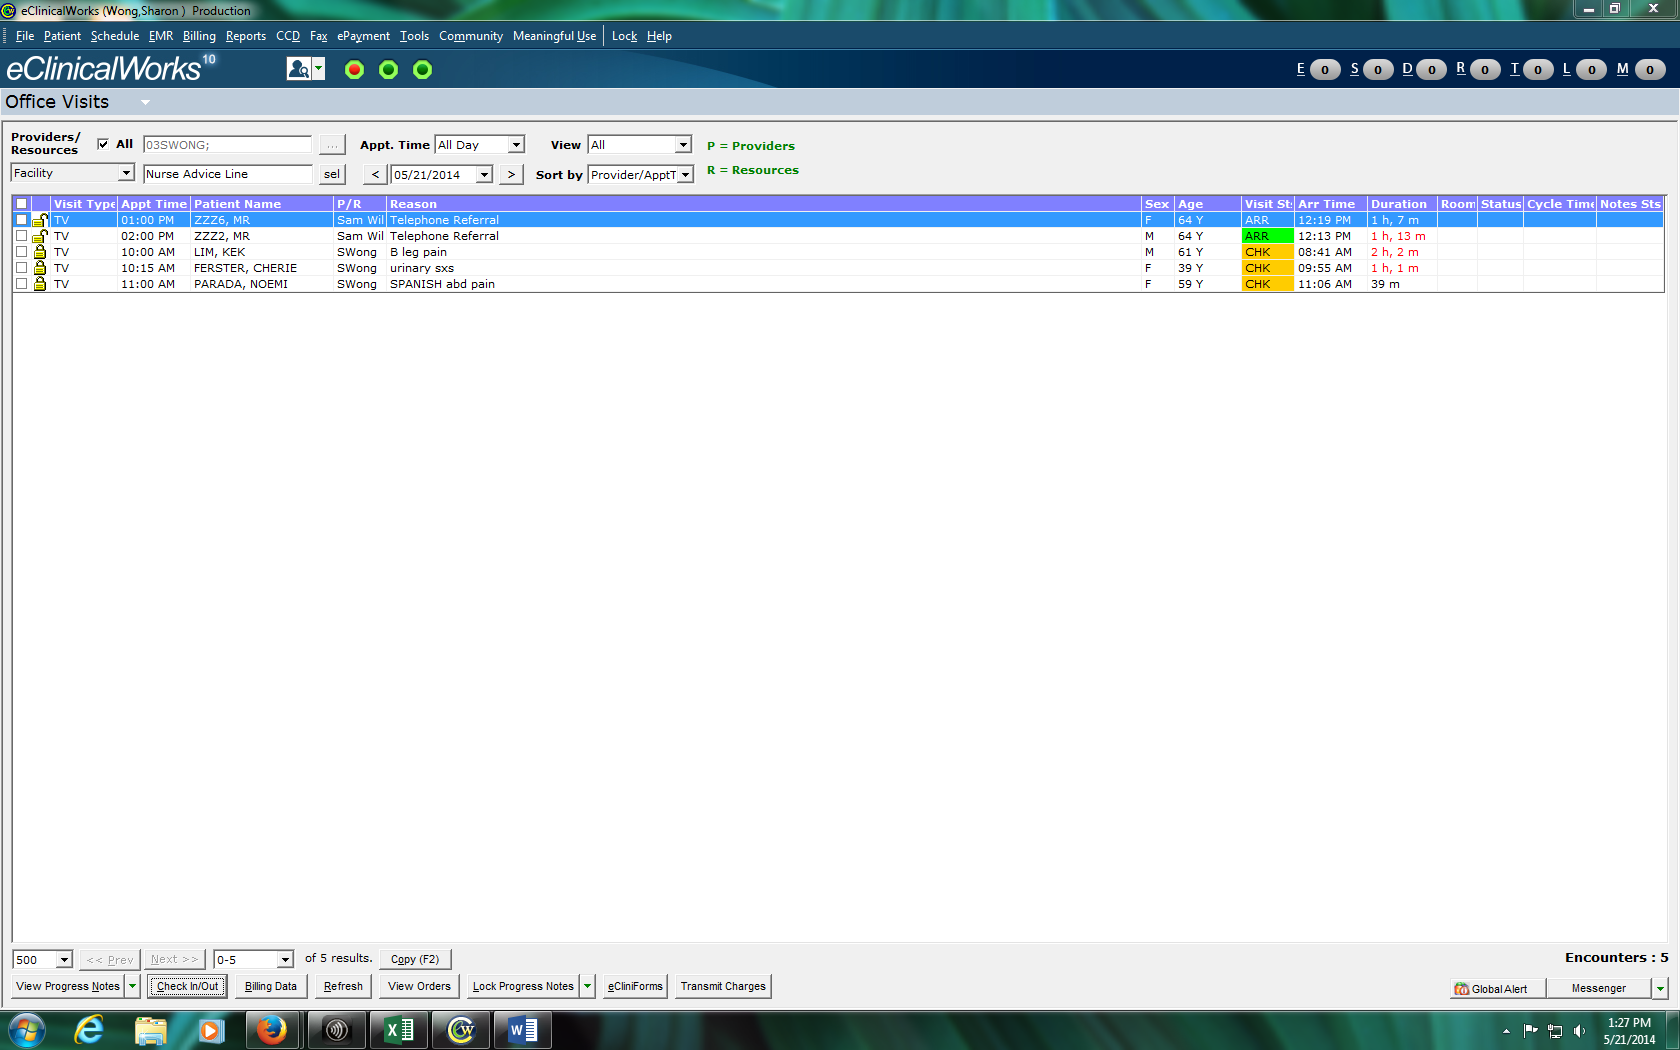 eClinicalWorks (Wong,Sharon ) Production
File Patient Schedule EMR Billing Reports CCD Fax ePayment Tools Community Meaningful Use Lock Help
eClinicalWorks 10 E 0 S 0 D 0 R 0 T 0 L 0 M 0
Office Visits
Providers/ Resources All 03SWONG; ... Appt. Time All Day View All P = Providers
Facility Nurse Advice Line sel < 05/21/2014 > Sort by Provider/ApptT R = Resources
Visit Type Appt Time Patient Name P/R Reason Sex Age Visit St Arr Time Duration Room Status Cycle Time Notes Sts
TV 01:00 PM ZZZ6, MR Sam Wil Telephone Referral F 64 Y ARR 12:19 PM 1 h, 7 m
TV 02:00 PM ZZZ2, MR Sam Wil Telephone Referral M 64 Y ARR 12:13 PM 1 h, 13 m
TV 10:00 AM LIM, KEK SWong B leg pain M 61 Y CHK 08:41 AM 2 h, 2 m
TV 10:15 AM FERSTER, CHERIE SWong urinary sxs F 39 Y CHK 09:55 AM 1 h, 1 m
TV 11:00 AM PARADA, NOEMI SWong SPANISH abd pain F 59 Y CHK 11:06 AM 39 m
500 << Prev Next >> 0-5 of 5 results. Copy (F2) Encounters : 5
View Progress Notes Check In/Out Billing Data Refresh View Orders Lock Progress Notes eCliniForms Transmit Charges Global Alert Messenger
1:27 PM
5/21/2014